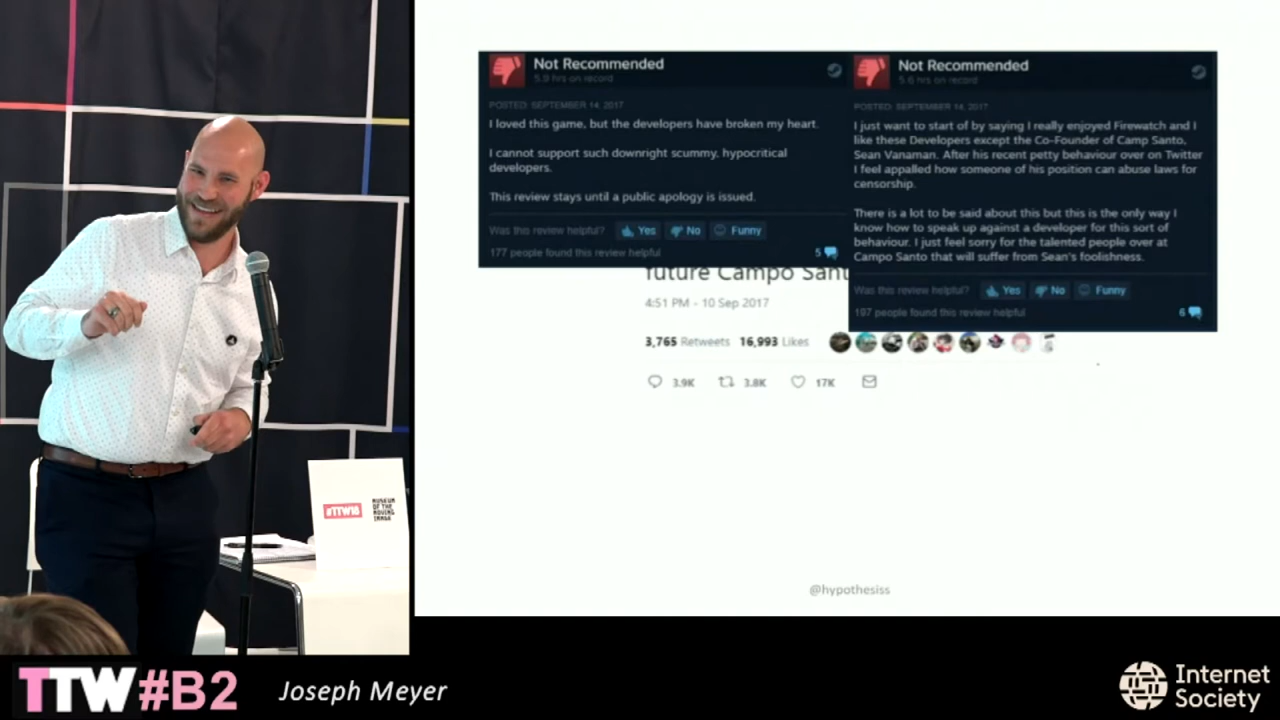 Not Recommended
5.9 hrs on record
POSTED: SEPTEMBER 14, 2017
I loved this game, but the developers have broken my heart.
I cannot support such downright scummy, hypocritical
developers.
This review stays until a public apology is issued.
Was this review helpful? Yes No Funny
177 people found this review helpful
5
Not Recommended
5.6 hrs on record
POSTED: SEPTEMBER 14, 2017
I just want to start of by saying I really enjoyed Firewatch and I
like these Developers except the Co-Founder of Camp Santo,
Sean Vanaman. After his recent petty behaviour over on Twitter
I feel appalled how someone of his position can abuse laws for
censorship.
There is a lot to be said about this but this is the only way I
know how to speak up against a developer for this sort of
behaviour. I just feel sorry for the talented people over at
Campo Santo that will suffer from Sean's foolishness.
Was this review helpful? Yes No Funny
197 people found this review helpful
6
future Campo Sant
4:51 PM - 10 Sep 2017
3,765 Retweets 16,993 Likes
3.9K 3.8K 17K
@hypothesiss
#TTW18
MUSEUM
OF THE
MOVING
IMAGE
TTW#B2
Joseph Meyer
Internet
Society